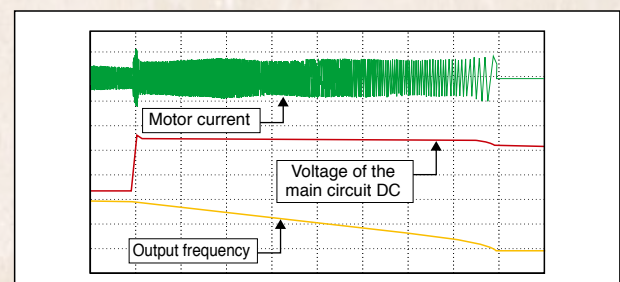 Motor current
Voltage of the
main circuit DC
Output frequency